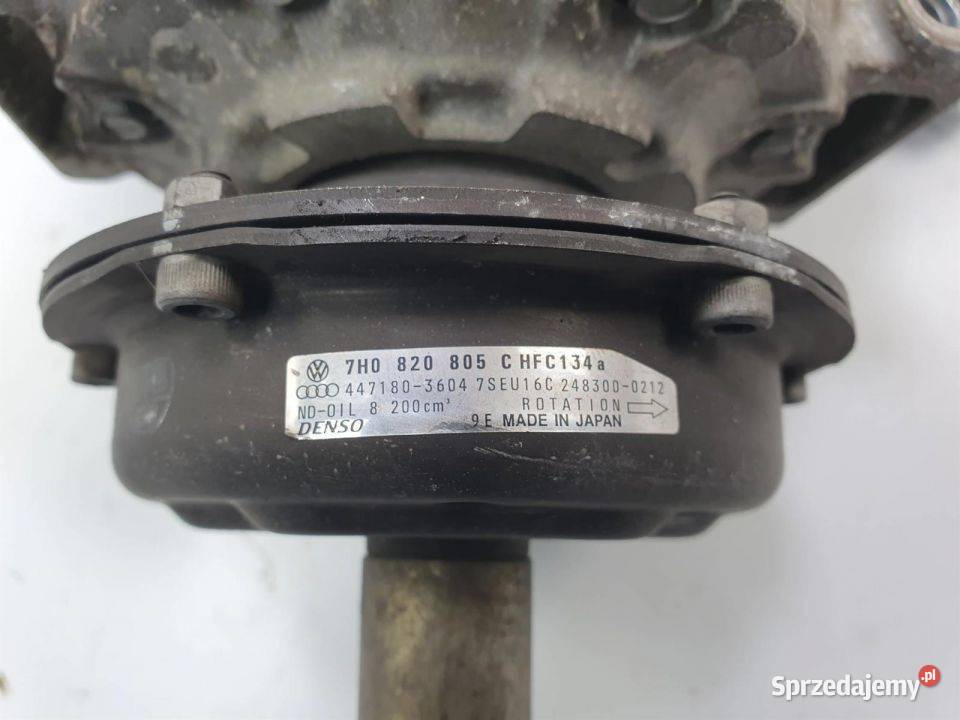 7H0 820 805 C HFC134a
447180-3604 7SEU16C 248300-0212
ND-OIL 8 200cm³ ROTATION
DENSO 9E MADE IN JAPAN
Sprzedajemy.pl